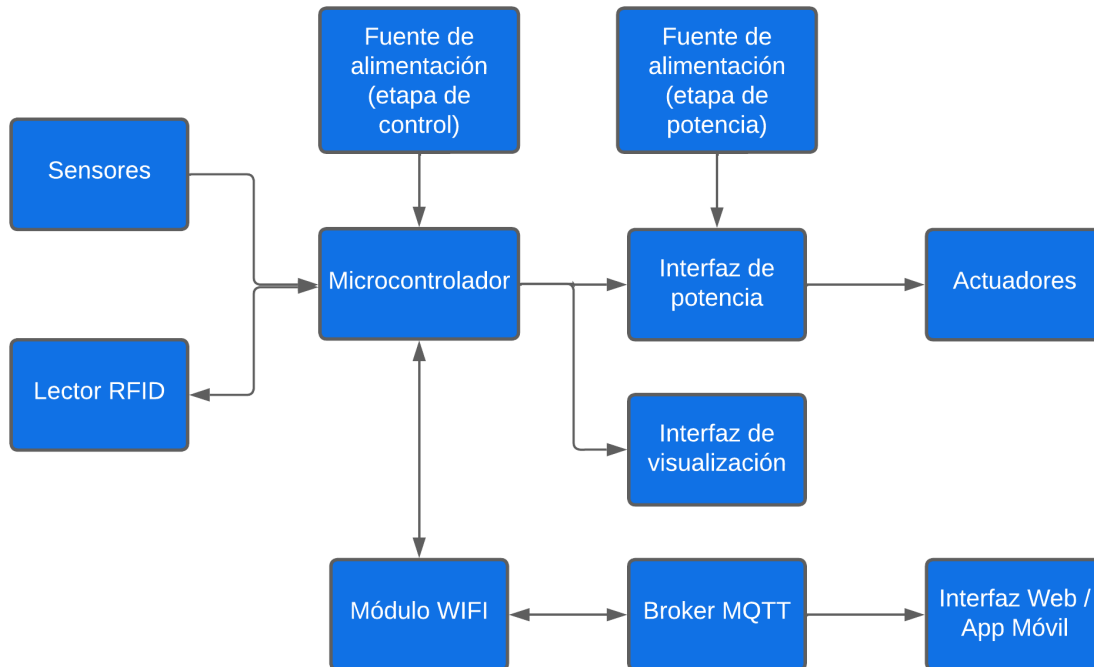 Fuente de
alimentación
(etapa de
control)
Fuente de
alimentación
(etapa de
potencia)
Sensores
Microcontrolador
Interfaz de
potencia
Actuadores
Lector RFID
Interfaz de
visualización
Módulo WIFI
Broker MQTT
Interfaz Web /
App Móvil